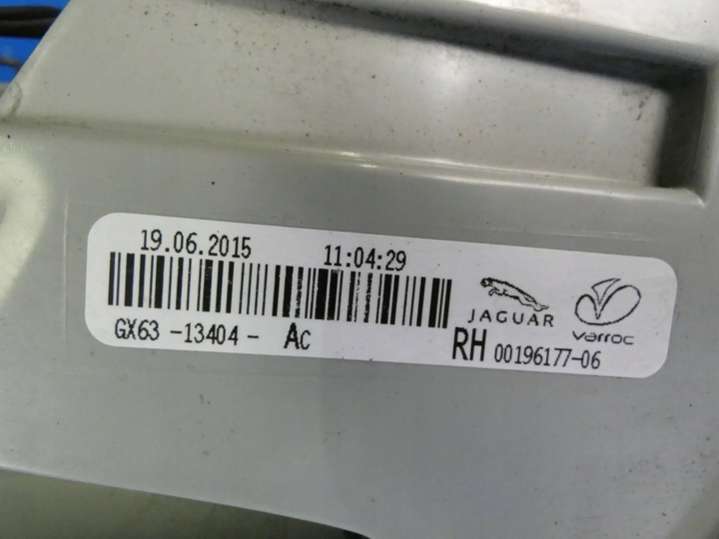 19.06.2015 11:04:29
JAGUAR varroc
GX63 -13404- AC RH 00196177-06